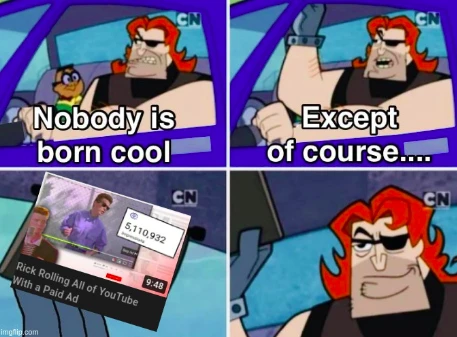 CN
CN
Nobody is
born cool
Except
of course....
CN
CN
5,110,932
9:48
Rick Rolling All of YouTube
With a Paid Ad
imgflip.com